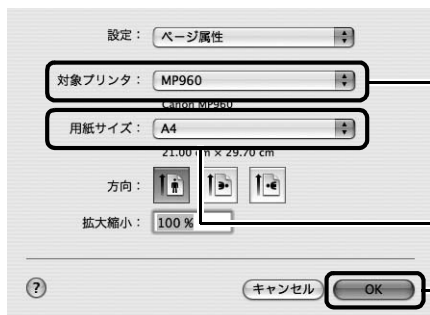 設定： ページ属性
対象プリンタ： MP960
Canon MP960
用紙サイズ： A4
21.00 cm × 29.70 cm
方向：
拡大縮小： 100 %
? キャンセル OK